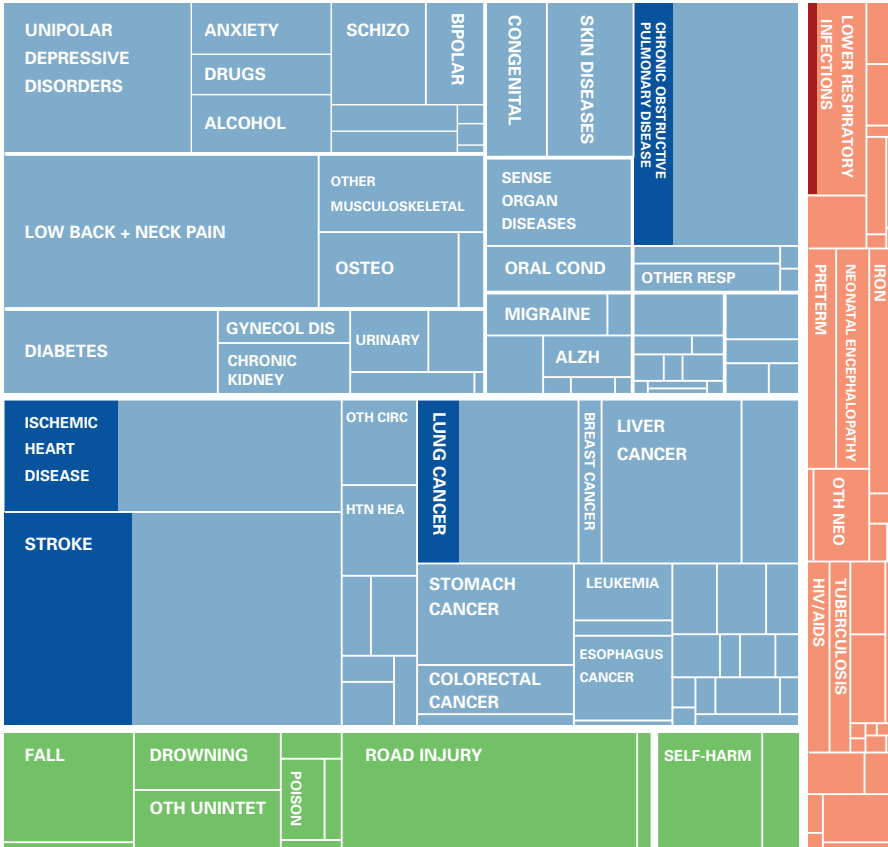 UNIPOLAR
DEPRESSIVE
DISORDERS
ANXIETY
DRUGS
ALCOHOL
SCHIZO
BIPOLAR
LOW BACK + NECK PAIN
OTHER
MUSCULOSKELETAL
OSTEO
DIABETES
GYNECOL DIS
CHRONIC
KIDNEY
URINARY
CONGENITAL
SKIN DISEASES
CHRONIC OBSTRUCTIVE
PULMONARY DISEASE
SENSE
ORGAN
DISEASES
ORAL COND
OTHER RESP
MIGRAINE
ALZH
ISCHEMIC
HEART
DISEASE
STROKE
OTH CIRC
HTN HEA
LUNG CANCER
BREAST CANCER
LIVER
CANCER
STOMACH
CANCER
LEUKEMIA
COLORECTAL
CANCER
ESOPHAGUS
CANCER
FALL
DROWNING
OTH UNINTET
POISON
ROAD INJURY
SELF-HARM
LOWER RESPIRATORY
INFECTIONS
PRETERM
NEONATAL ENCEPHALOPATHY
IRON
OTH NEO
HIV/AIDS
TUBERCULOSIS